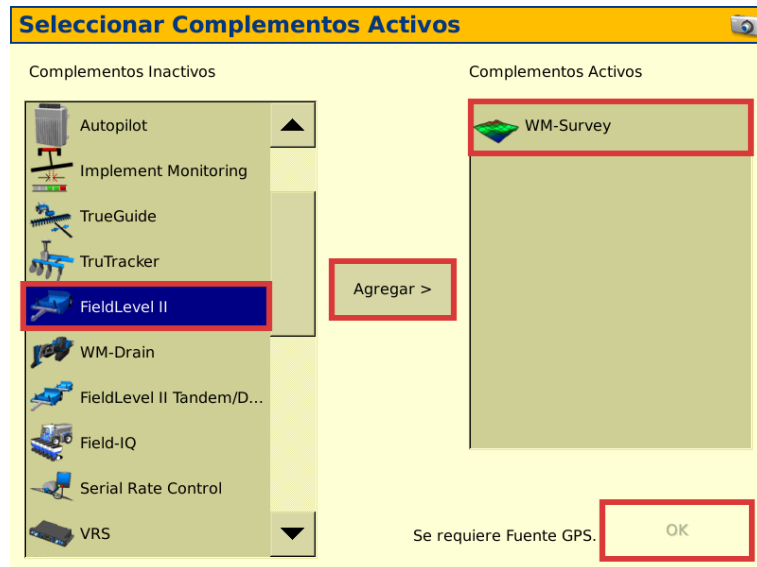 Seleccionar Complementos Activos
Complementos Inactivos
Complementos Activos
Autopilot
Implement Monitoring
TrueGuide
TruTracker
FieldLevel II
WM-Drain
FieldLevel II Tandem/D...
Field-IQ
Serial Rate Control
VRS
Agregar >
WM-Survey
Se requiere Fuente GPS.
OK